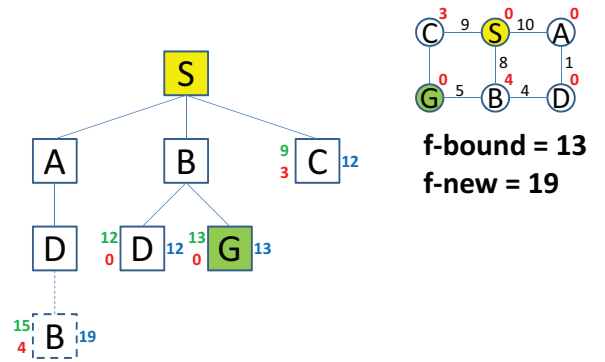 3 0 0
C 9 S 10 A
8 1
0 4 0
G 5 B 4 D
f-bound = 13
f-new = 19
S
A B 9 3 C 12
D 12 0 D 12 13 0 G 13
15 4 B 19